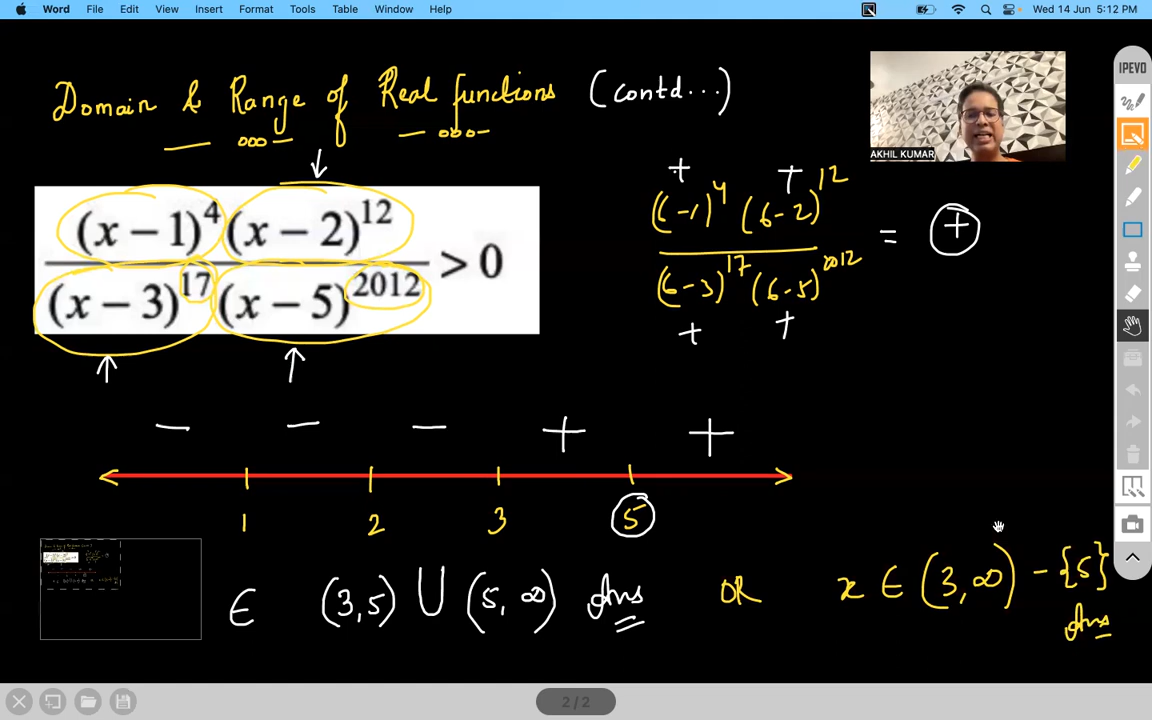 Word File Edit View Insert Format Tools Table Window Help Wed 14 Jun 5:12 PM
IPEVO
Domain & Range of Real functions (contd...)
AKHIL KUMAR
(x − 1)^4 (x − 2)^12
(x − 3)^17 (x − 5)^2012
> 0
+ +
(6-1)^4 (6-2)^12
(6-3)^17 (6-5)^2012
= +
+ +
− − − + +
1 2 3 5
∈ (3,5) ∪ (5,∞) Ans OR x ∈ (3,∞) - {5}
Ans
2/2